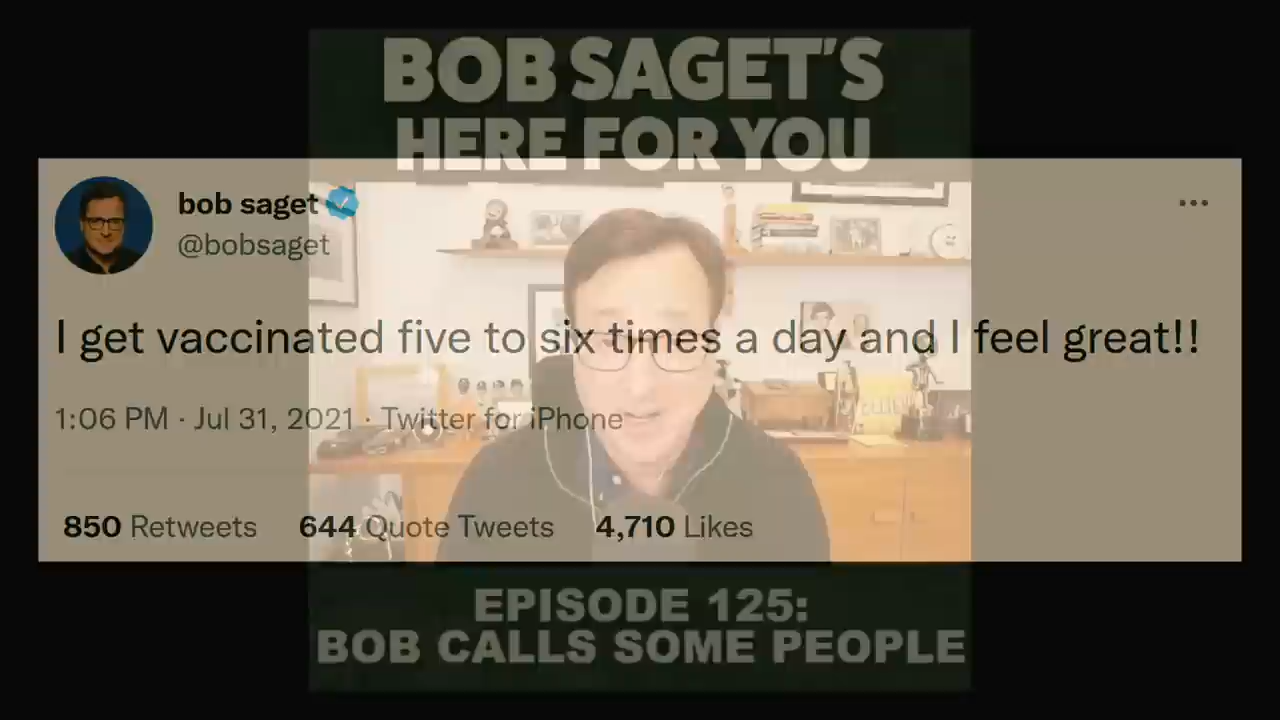 BOB SAGET'S
HERE FOR YOU
bob saget
@bobsaget
I get vaccinated five to six times a day and I feel great!!
1:06 PM · Jul 31, 2021 · Twitter for iPhone
850 Retweets 644 Quote Tweets 4,710 Likes
EPISODE 125:
BOB CALLS SOME PEOPLE